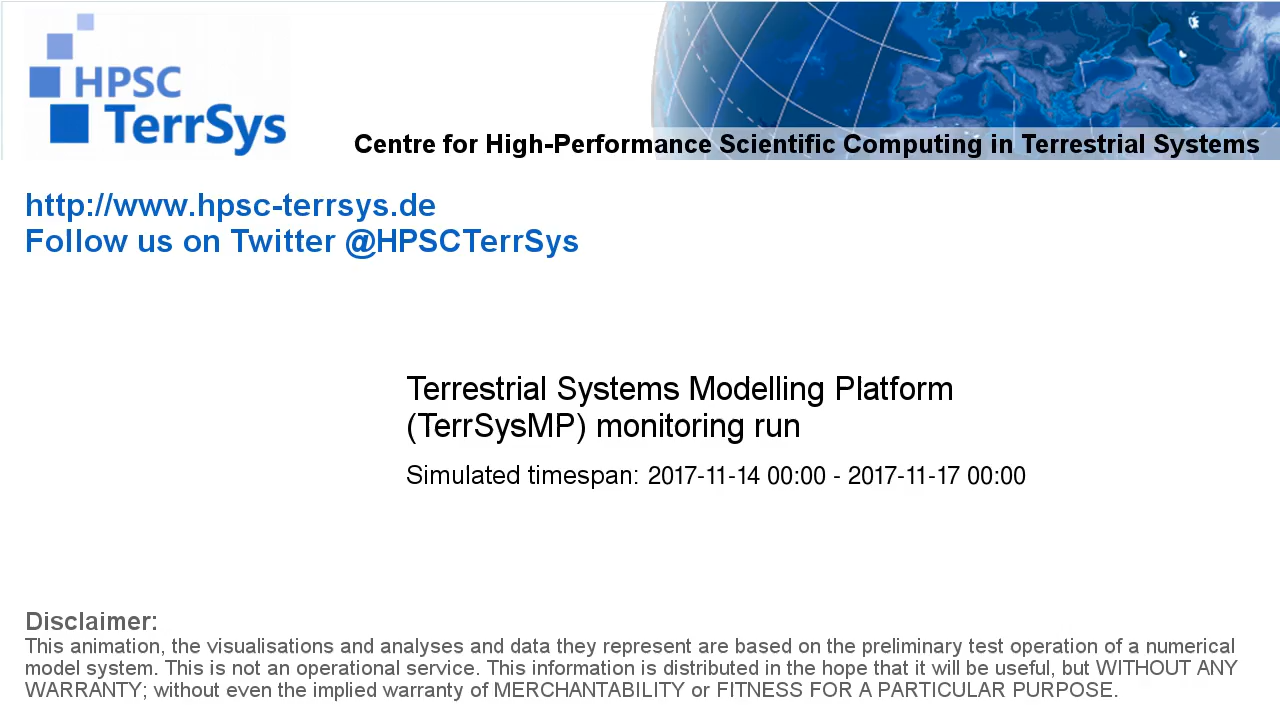 HPSC
TerrSys
Centre for High-Performance Scientific Computing in Terrestrial Systems
http://www.hpsc-terrsys.de
Follow us on Twitter @HPSCTerrSys
Terrestrial Systems Modelling Platform
(TerrSysMP) monitoring run
Simulated timespan: 2017-11-14 00:00 - 2017-11-17 00:00
Disclaimer:
This animation, the visualisations and analyses and data they represent are based on the preliminary test operation of a numerical
model system. This is not an operational service. This information is distributed in the hope that it will be useful, but WITHOUT ANY
WARRANTY; without even the implied warranty of MERCHANTABILITY or FITNESS FOR A PARTICULAR PURPOSE.